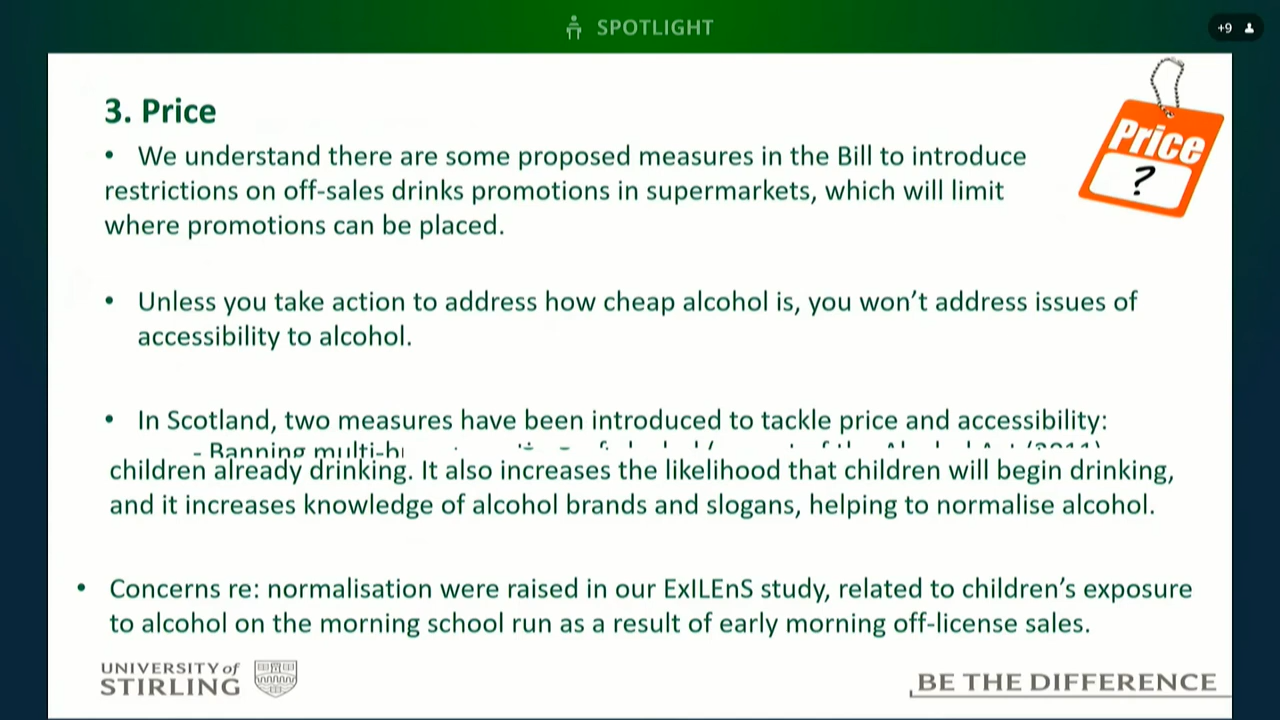 SPOTLIGHT
+9
3. Price
Price
?
• We understand there are some proposed measures in the Bill to introduce
restrictions on off-sales drinks promotions in supermarkets, which will limit
where promotions can be placed.
• Unless you take action to address how cheap alcohol is, you won't address issues of
accessibility to alcohol.
• In Scotland, two measures have been introduced to tackle price and accessibility:
- Banning
children already drinking. It also increases the likelihood that children will begin drinking,
and it increases knowledge of alcohol brands and slogans, helping to normalise alcohol.
• Concerns re: normalisation were raised in our ExILEnS study, related to children's exposure
to alcohol on the morning school run as a result of early morning off-license sales.
UNIVERSITY of
STIRLING
BE THE DIFFERENCE